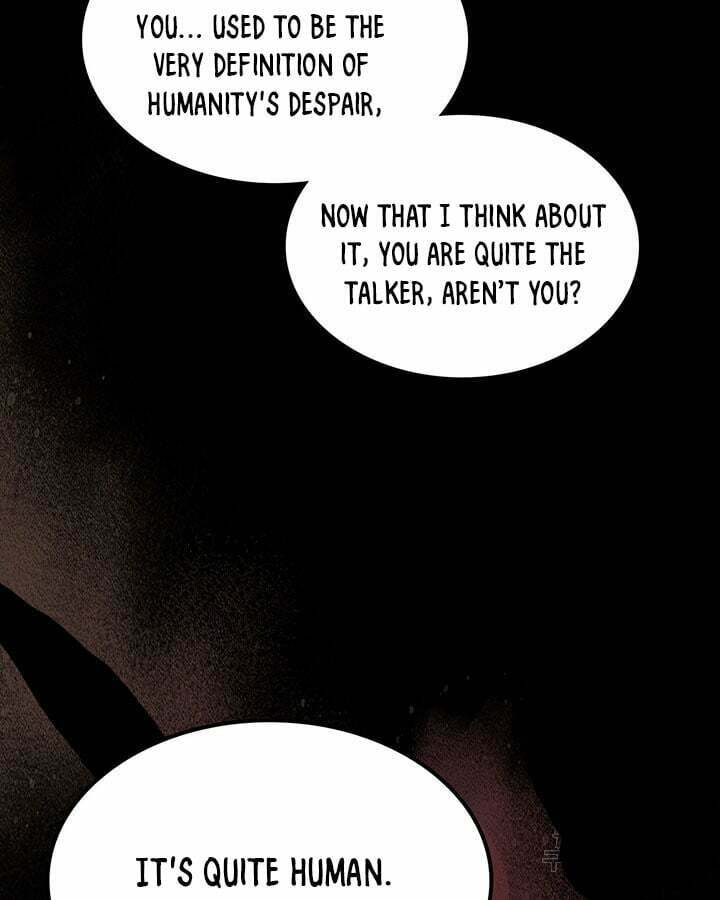 YOU... USED TO BE THE
VERY DEFINITION OF
HUMANITY'S DESPAIR,
NOW THAT I THINK ABOUT
IT, YOU ARE QUITE THE
TALKER, AREN'T YOU?
IT'S QUITE HUMAN.